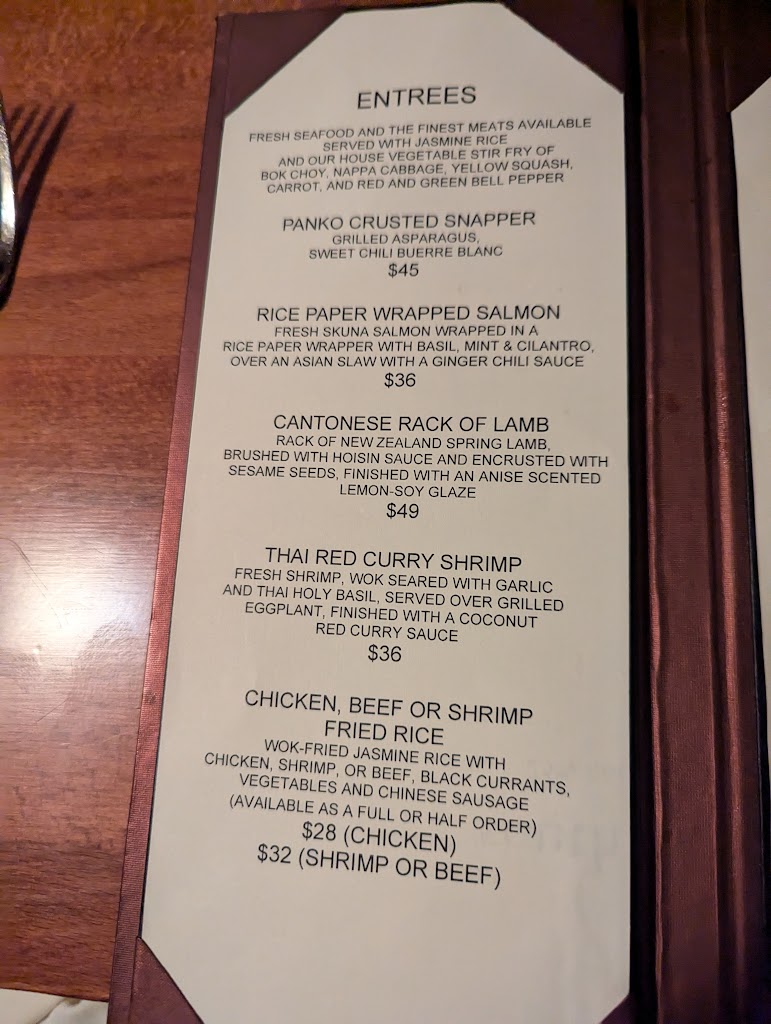 ENTREES
FRESH SEAFOOD AND THE FINEST MEATS AVAILABLE
SERVED WITH JASMINE RICE
AND OUR HOUSE VEGETABLE STIR FRY OF
BOK CHOY, NAPPA CABBAGE, YELLOW SQUASH,
CARROT, AND RED AND GREEN BELL PEPPER
PANKO CRUSTED SNAPPER
GRILLED ASPARAGUS,
SWEET CHILI BUERRE BLANC
$45
RICE PAPER WRAPPED SALMON
FRESH SKUNA SALMON WRAPPED IN A
RICE PAPER WRAPPER WITH BASIL, MINT & CILANTRO,
OVER AN ASIAN SLAW WITH A GINGER CHILI SAUCE
$36
CANTONESE RACK OF LAMB
RACK OF NEW ZEALAND SPRING LAMB,
BRUSHED WITH HOISIN SAUCE AND ENCRUSTED WITH
SESAME SEEDS, FINISHED WITH AN ANISE SCENTED
LEMON-SOY GLAZE
$49
THAI RED CURRY SHRIMP
FRESH SHRIMP, WOK SEARED WITH GARLIC
AND THAI HOLY BASIL, SERVED OVER GRILLED
EGGPLANT, FINISHED WITH A COCONUT
RED CURRY SAUCE
$36
CHICKEN, BEEF OR SHRIMP
FRIED RICE
WOK-FRIED JASMINE RICE WITH
CHICKEN, SHRIMP, OR BEEF, BLACK CURRANTS,
VEGETABLES AND CHINESE SAUSAGE
(AVAILABLE AS A FULL OR HALF ORDER)
$28 (CHICKEN)
$32 (SHRIMP OR BEEF)